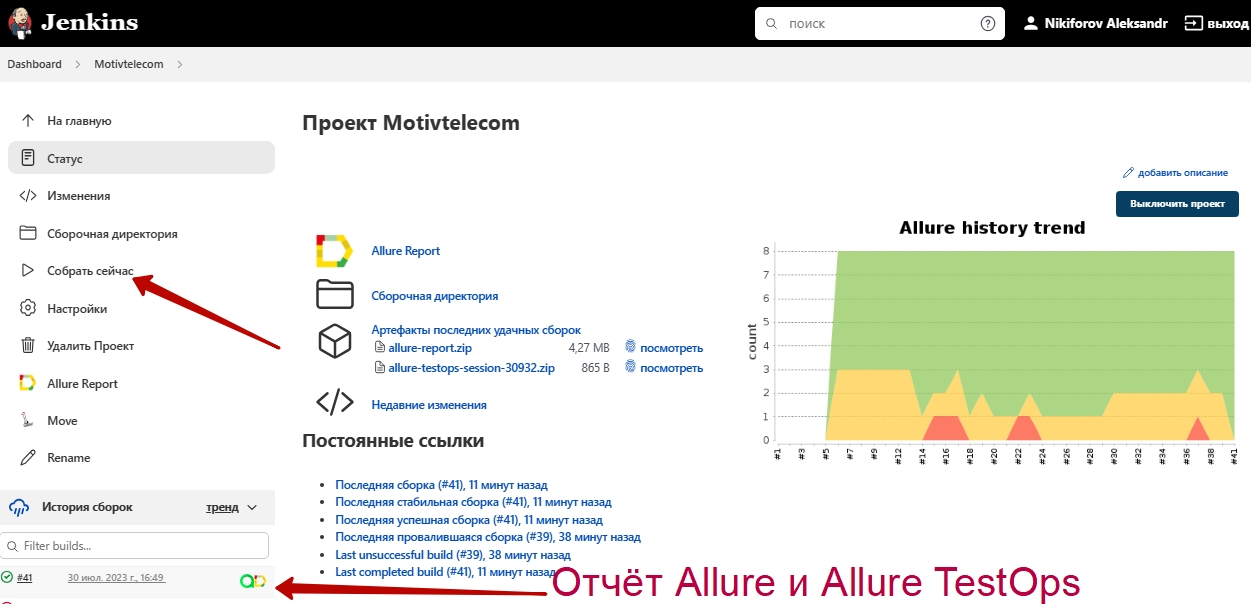 Jenkins
поиск
Nikiforov Aleksandr
выход
Dashboard
Motivtelecom
На главную
Статус
Изменения
Сборочная директория
Собрать сейчас
Настройки
Удалить Проект
Allure Report
Move
Rename
История сборок
тренд
Filter builds...
#41
30 июл. 2023 г., 16:49
Проект Motivtelecom
добавить описание
Выключить проект
Allure Report
Сборочная директория
Артефакты последних удачных сборок
allure-report.zip 4,27 MB посмотреть
allure-testops-session-30932.zip 865 B посмотреть
Недавние изменения
Allure history trend
count
8
7
6
5
4
3
2
1
0
#1 #3 #5 #7 #9 #12 #14 #16 #18 #20 #22 #24 #26 #28 #30 #32 #34 #36 #38 #41
Постоянные ссылки
Последняя сборка (#41), 11 минут назад
Последняя стабильная сборка (#41), 11 минут назад
Последняя успешная сборка (#41), 11 минут назад
Последняя провалившаяся сборка (#39), 38 минут назад
Last unsuccessful build (#39), 38 минут назад
Last completed build (#41), 11 минут назад
Отчёт Allure и Allure TestOps